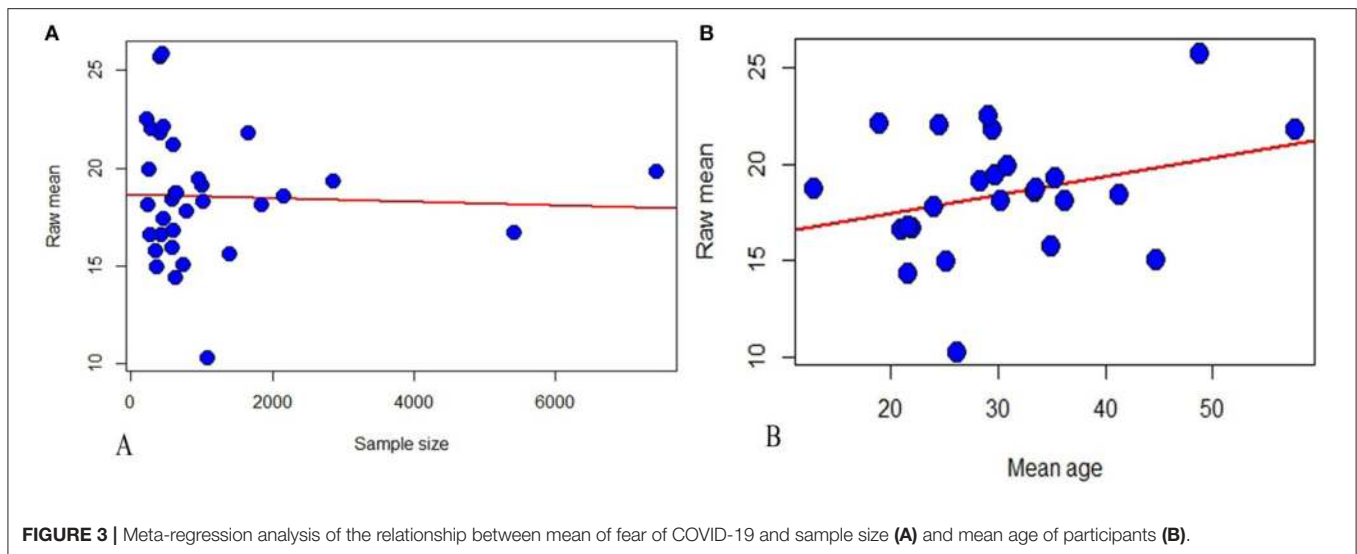 A
Raw mean
25
20
15
10
0 2000 4000 6000
Sample size
A
B
Raw mean
25
20
15
10
20 30 40 50
Mean age
B
FIGURE 3 | Meta-regression analysis of the relationship between mean of fear of COVID-19 and sample size (A) and mean age of participants (B).